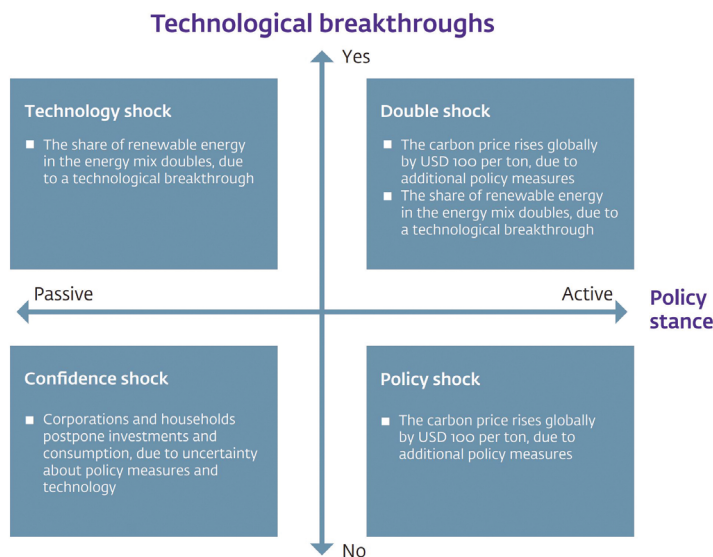 Technological breakthroughs
Yes
Technology shock
■ The share of renewable energy
in the energy mix doubles, due
to a technological breakthrough
Double shock
■ The carbon price rises globally
by USD 100 per ton, due to
additional policy measures
■ The share of renewable energy
in the energy mix doubles, due to
a technological breakthrough
Passive
Active
Policy
stance
Confidence shock
■ Corporations and households
postpone investments and
consumption, due to uncertainty
about policy measures and
technology
Policy shock
■ The carbon price rises globally
by USD 100 per ton, due to
additional policy measures
No